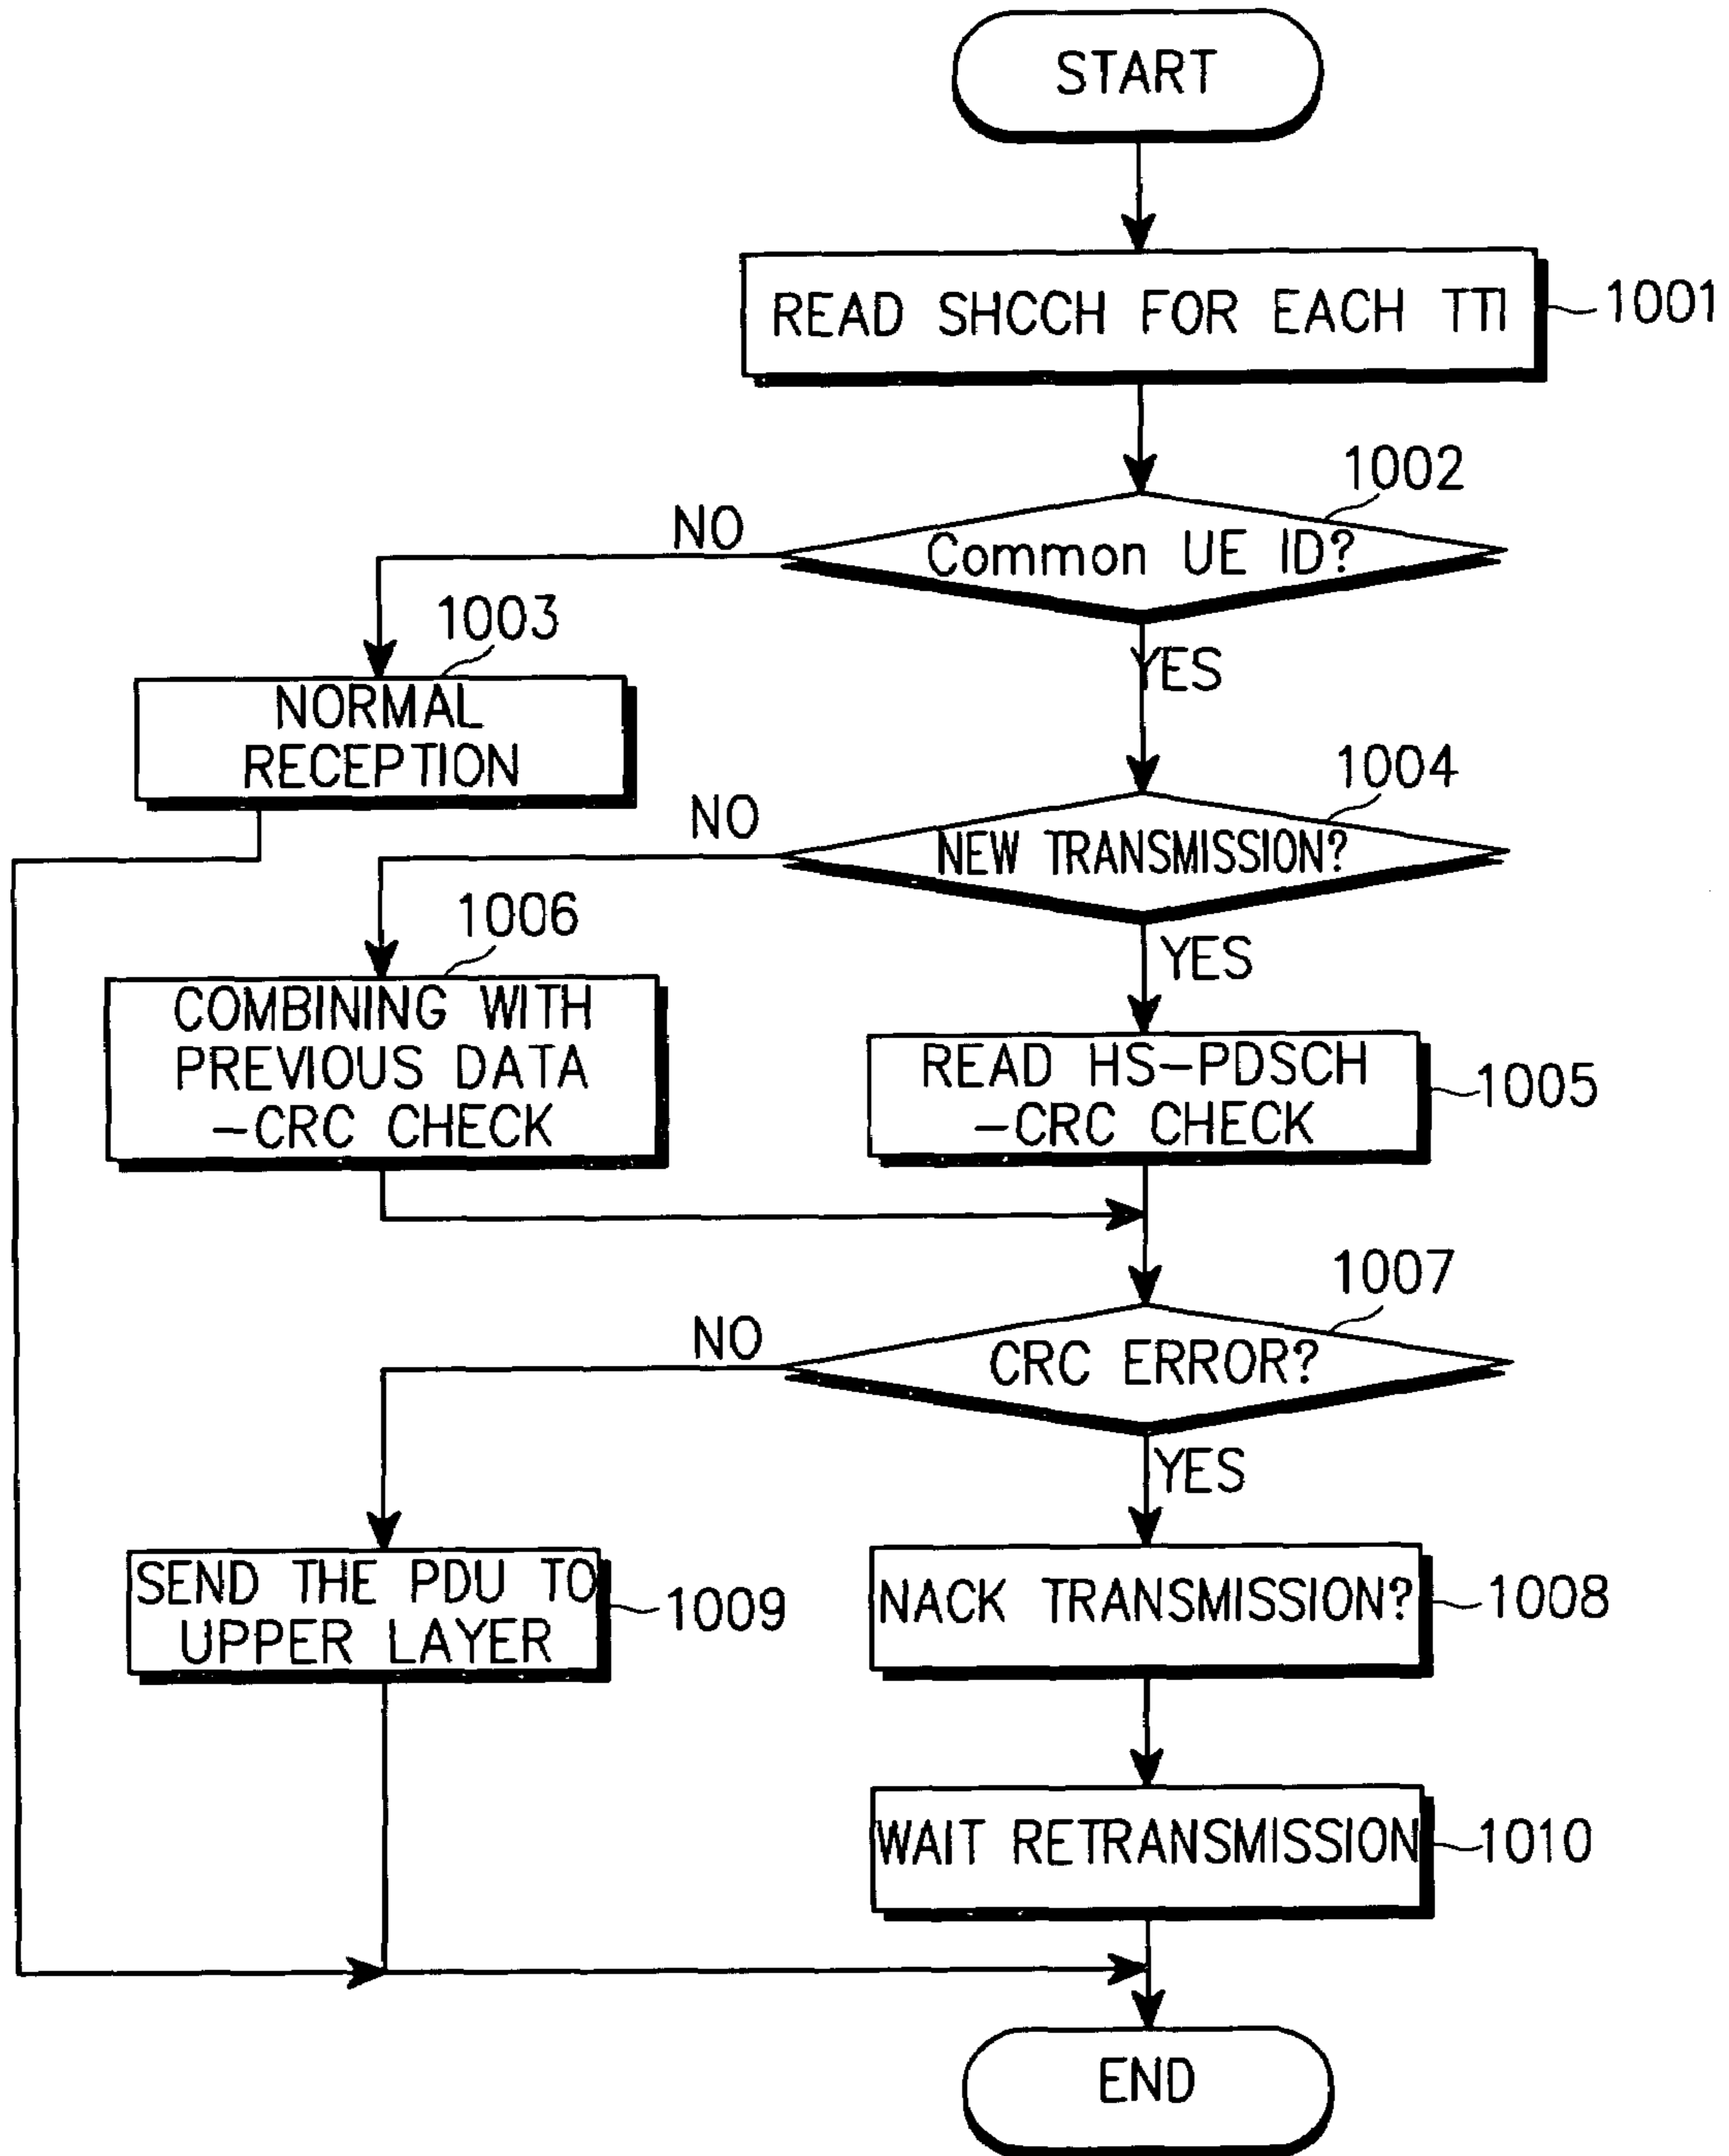 START
READ SHCCH FOR EACH TTI
1001
1002
Common UE ID?
NO
YES
1003
NORMAL
RECEPTION
1004
NEW TRANSMISSION?
NO
YES
1006
COMBINING WITH
PREVIOUS DATA
-CRC CHECK
READ HS-PDSCH
-CRC CHECK
1005
1007
CRC ERROR?
NO
YES
SEND THE PDU TO
UPPER LAYER
1009
NACK TRANSMISSION?
1008
WAIT RETRANSMISSION
1010
END